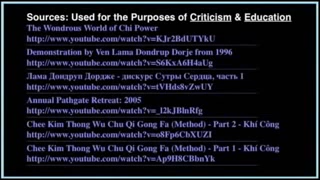 Sources: Used for the Purposes of Criticism & Education
The Wondrous World of Chi Power
http://www.youtube.com/watch?v=KJr2BdUTYkU
Demonstration by Ven Lama Dondrup Dorje from 1996
http://www.youtube.com/watch?v=S6KxA6H4aUg
Лама Дондруп Дордже - дискурс Сутры Сердца, часть 1
http://www.youtube.com/watch?v=tVHds8vZwUY
Annual Pathgate Retreat: 2005
http://www.youtube.com/watch?v=_l2kJBlnRfg
Chee Kim Thong Wu Chu Qi Gong Fa (Method) - Part 2 - Khí Công
http://www.youtube.com/watch?v=o8Fp6ChXUZI
Chee Kim Thong Wu Chu Qi Gong Fa (Method) - Part 1 - Khí Công
http://www.youtube.com/watch?v=Ap9H8CBbnYk